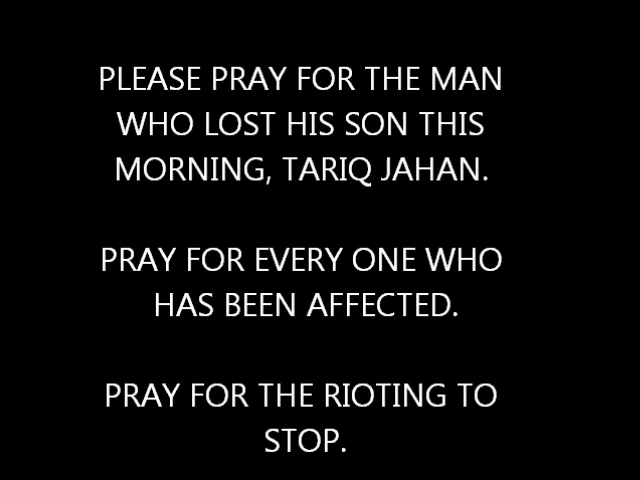 PLEASE PRAY FOR THE MAN
WHO LOST HIS SON THIS
MORNING, TARIQ JAHAN.
PRAY FOR EVERY ONE WHO
HAS BEEN AFFECTED.
PRAY FOR THE RIOTING TO
STOP.